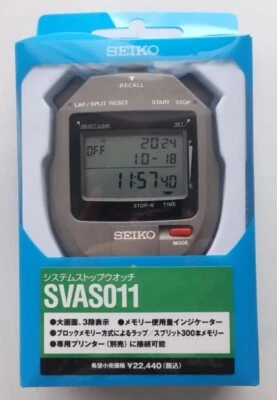 SEIKO
RECALL
LAP/SPLIT RESET START STOP
SET
OFF 2024
10-18
11:57 40
STOP-N TIME
SEIKO
MODE
システムストップウオッチ
SVAS011
●大画面、3段表示 ●メモリー使用量インジケーター
●ブロックメモリー方式によるラップ/スプリット300本メモリー
●専用プリンター(別売)に接続可能
希望小売価格 ¥22,440(税込)